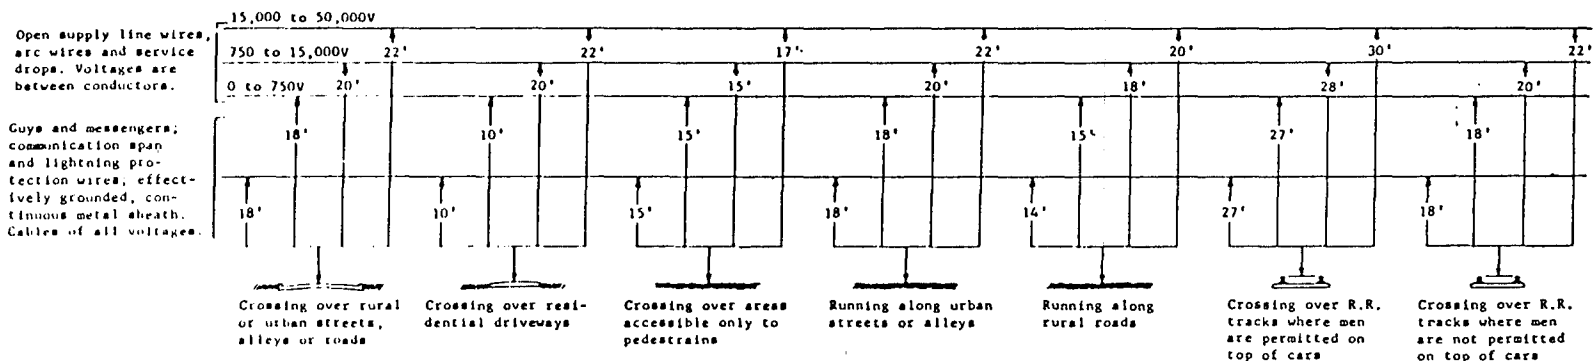 15,000 to 50,000V
Open supply line wires,
arc wires and service
drops. Voltages are
between conductors.
750 to 15,000V
22' 22' 17' 22' 20' 30' 22'
0 to 750V
20' 20' 15' 20' 18' 28' 20'
Guys and messengers;
communication span
and lightning pro-
tection wires, effect-
ively grounded, con-
tinuous metal sheath.
Cables of all voltages.
18' 10' 15' 18' 15' 27' 18'
18' 10' 15' 18' 14' 27' 18'
Crossing over rural
or urban streets,
alleys or roads
Crossing over resi-
dential driveways
Crossing over areas
accessible only to
pedestrains
Running along urban
streets or alleys
Running along
rural roads
Crossing over R.R.
tracks where men
are permitted on
top of cars
Crossing over R.R.
tracks where men
are not permitted
on top of cars